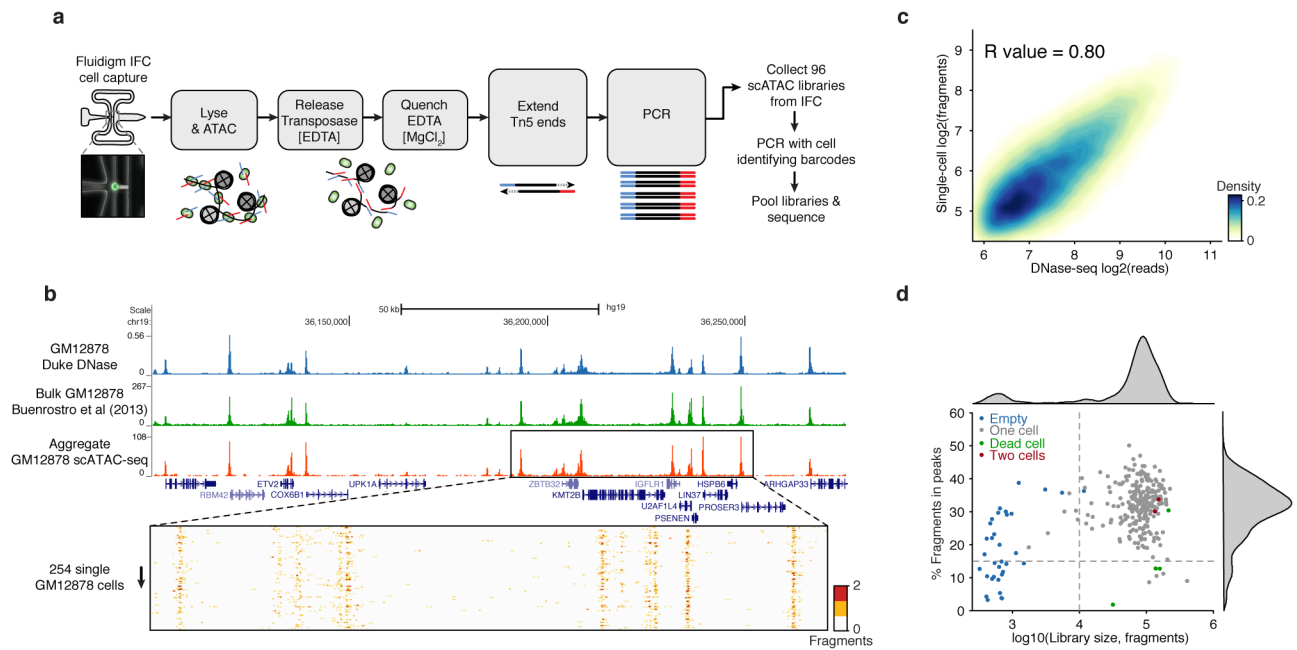 a
Fluidigm IFC
cell capture
Lyse
& ATAC
Release
Transposase
[EDTA]
Quench
EDTA
[MgCl2]
Extend
Tn5 ends
PCR
Collect 96
scATAC libraries
from IFC
PCR with cell
identifying barcodes
Pool libraries &
sequence
b
Scale
chr19:
50 kb
hg19
36,150,000
36,200,000
36,250,000
GM12878
Duke DNase
0.56
0
Bulk GM12878
Buenrostro et al (2013)
267
0
Aggregate
GM12878 scATAC-seq
108
0
RBM42
ETV2
COX6B1
UPK1A
ZBTB32
KMT2B
IGFLR1
U2AF1L4
PSENEN
LIN37
HSPB6
PROSER3
ARHGAP33
254 single
GM12878 cells
2
0
Fragments
c
R value = 0.80
Single-cell log2(fragments)
9
8
7
6
5
6 7 8 9 10 11
DNase-seq log2(reads)
Density
0.2
0
d
Empty
One cell
Dead cell
Two cells
% Fragments in peaks
60
50
40
30
20
10
0
3 4 5 6
log10(Library size, fragments)